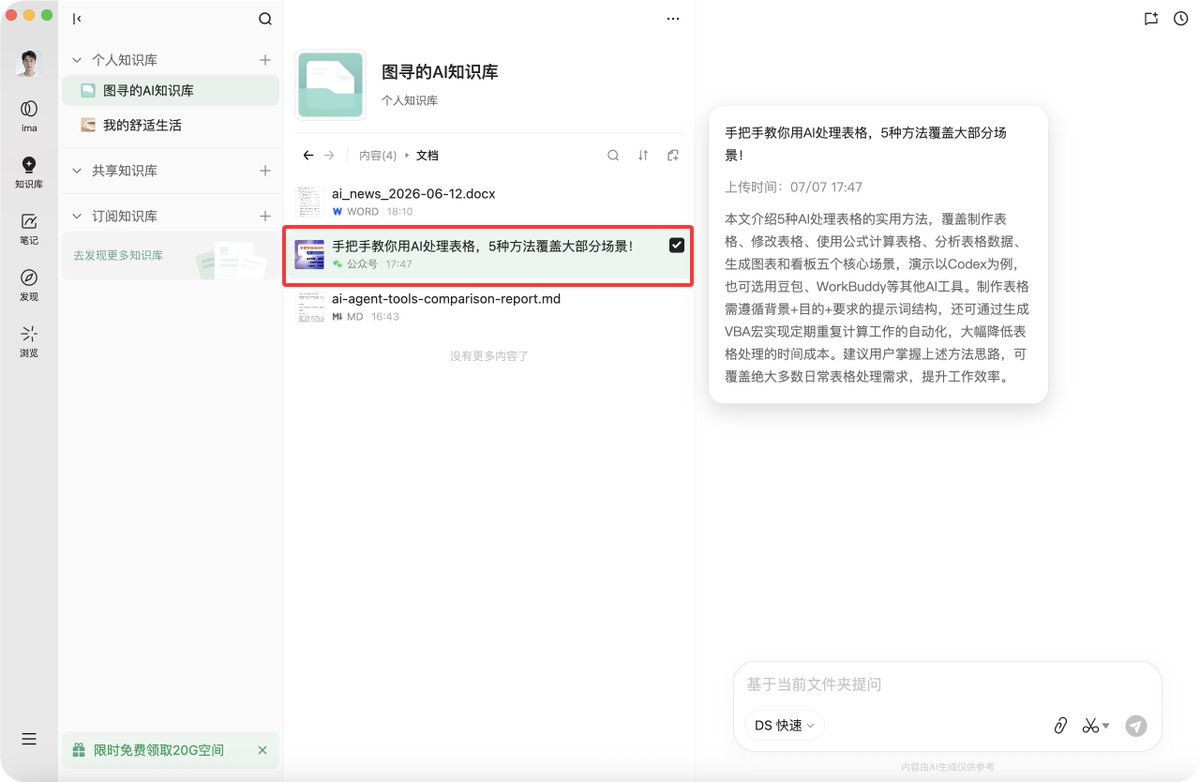 个人知识库
图寻的AI知识库
我的舒适生活
共享知识库
订阅知识库
去发现更多知识库
ima
知识库
笔记
发现
浏览
限时免费领取20G空间
图寻的AI知识库
个人知识库
内容(4) 文档
ai_news_2026-06-12.docx
WORD 18:10
手把手教你用AI处理表格，5种方法覆盖大部分场景！
公众号 17:47
ai-agent-tools-comparison-report.md
MD 16:43
没有更多内容了
手把手教你用AI处理表格，5种方法覆盖大部分场
景！
上传时间：07/07 17:47
本文介绍5种AI处理表格的实用方法，覆盖制作表
格、修改表格、使用公式计算表格、分析表格数据、
生成图表和看板五个核心场景，演示以Codex为例，
也可选用豆包、WorkBuddy等其他AI工具。制作表格
需遵循背景+目的+要求的提示词结构，还可通过生成
VBA宏实现定期重复计算工作的自动化，大幅降低表
格处理的时间成本。建议用户掌握上述方法思路，可
覆盖绝大多数日常表格处理需求，提升工作效率。
基于当前文件夹提问
DS 快速
内容由AI生成仅供参考